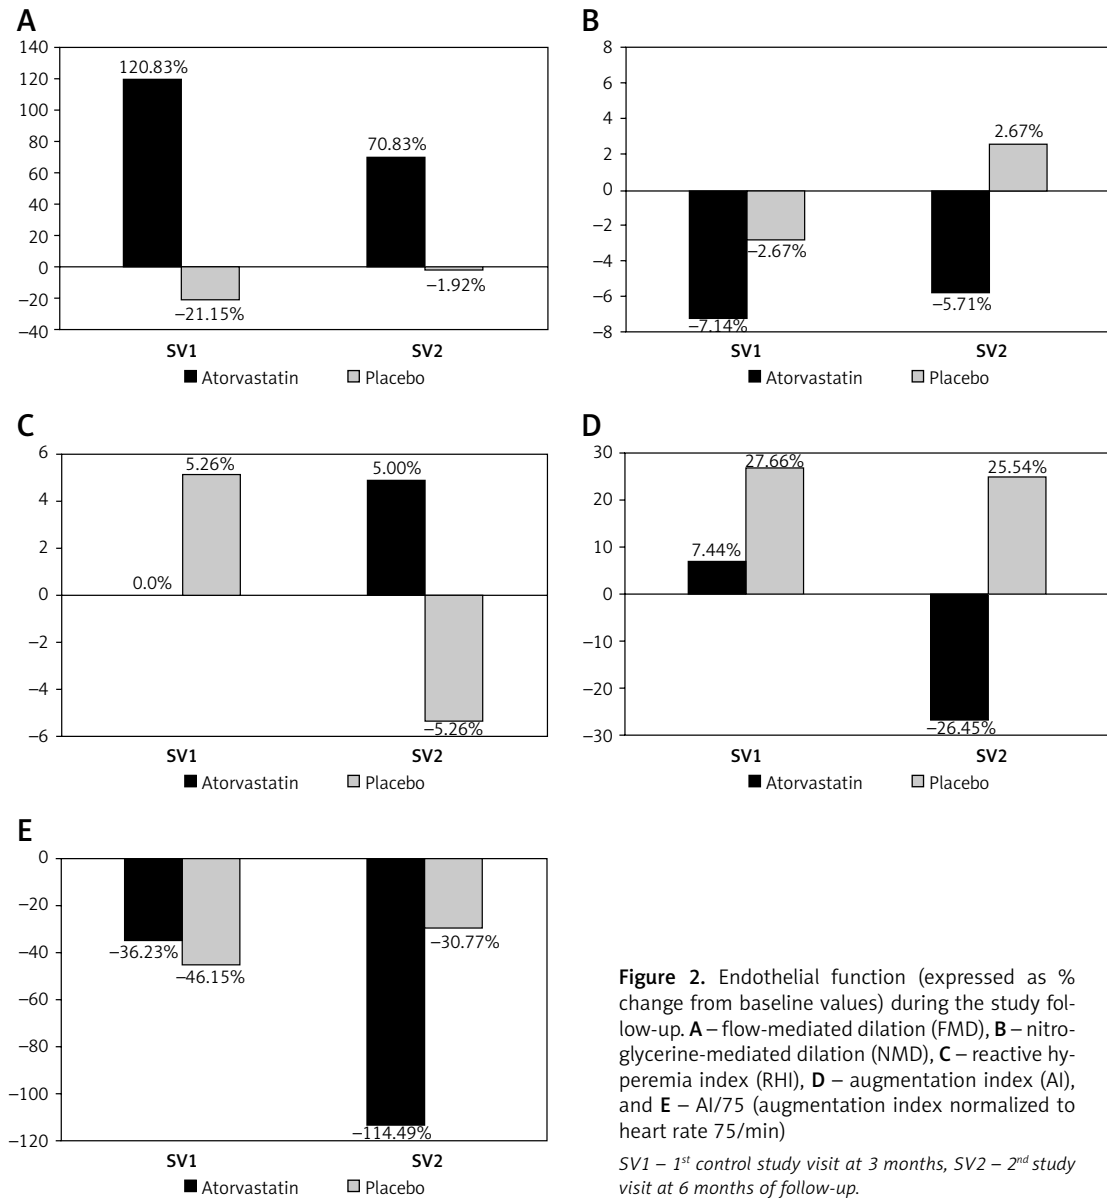 A
140
120
100
80
60
40
20
0
−20
−40
120.83%
−21.15%
70.83%
−1.92%
SV1
SV2
Atorvastatin
Placebo
B
8
6
4
2
0
−2
−4
−6
−8
−7.14%
−2.67%
−5.71%
2.67%
SV1
SV2
Atorvastatin
Placebo
C
6
4
2
0
−2
−4
−6
0.0%
5.26%
5.00%
−5.26%
SV1
SV2
Atorvastatin
Placebo
D
30
20
10
0
−10
−20
−30
7.44%
27.66%
−26.45%
25.54%
SV1
SV2
Atorvastatin
Placebo
E
0
−20
−40
−60
−80
−100
−120
−36.23%
−46.15%
−114.49%
−30.77%
SV1
SV2
Atorvastatin
Placebo
Figure 2. Endothelial function (expressed as %
change from baseline values) during the study fol-
low-up. A – flow-mediated dilation (FMD), B – nitro-
glycerine-mediated dilation (NMD), C – reactive hy-
peremia index (RHI), D – augmentation index (AI),
and E – AI/75 (augmentation index normalized to
heart rate 75/min)
SV1 – 1st control study visit at 3 months, SV2 – 2nd study
visit at 6 months of follow-up.